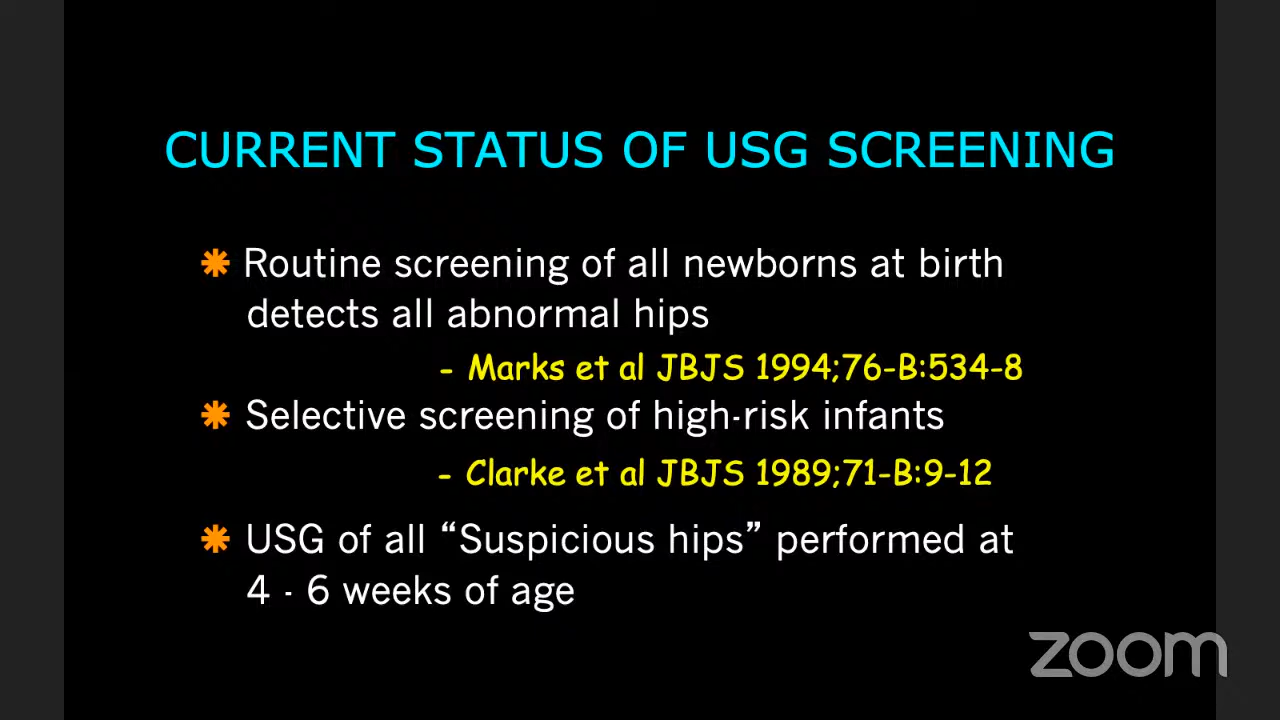 CURRENT STATUS OF USG SCREENING
Routine screening of all newborns at birth
detects all abnormal hips
- Marks et al JBJS 1994;76-B:534-8
Selective screening of high-risk infants
- Clarke et al JBJS 1989;71-B:9-12
USG of all “Suspicious hips” performed at
4 - 6 weeks of age
zoom